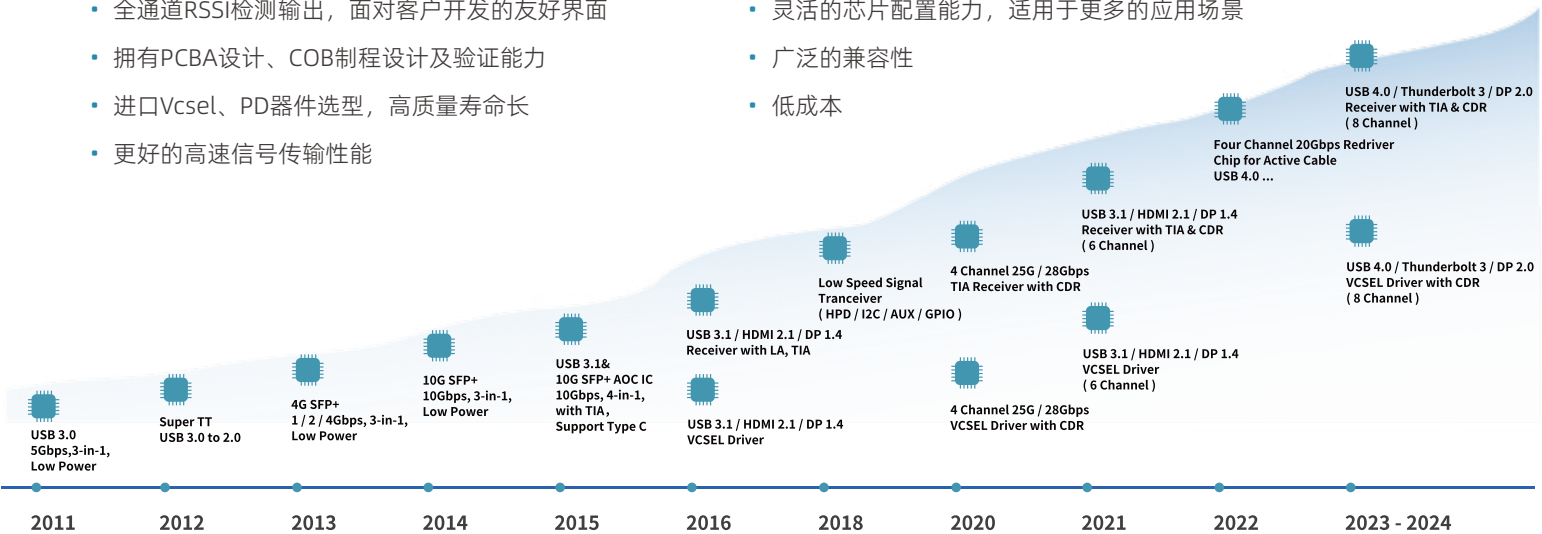 全通道RSSI检测输出，面对客户开发的友好界面
拥有PCBA设计、COB制程设计及验证能力
进口Vcsel、PD器件选型，高质量寿命长
更好的高速信号传输性能
灵活的芯片配置能力，适用于更多的应用场景
广泛的兼容性
低成本
USB 3.0
5Gbps,3-in-1,
Low Power
Super TT
USB 3.0 to 2.0
4G SFP+
1 / 2 / 4Gbps, 3-in-1,
Low Power
10G SFP+
10Gbps, 3-in-1,
Low Power
USB 3.1&
10G SFP+ AOC IC
10Gbps, 4-in-1,
with TIA,
Support Type C
USB 3.1 / HDMI 2.1 / DP 1.4
Receiver with LA, TIA
USB 3.1 / HDMI 2.1 / DP 1.4
VCSEL Driver
Low Speed Signal
Tranceiver
( HPD / I2C / AUX / GPIO )
4 Channel 25G / 28Gbps
TIA Receiver with CDR
4 Channel 25G / 28Gbps
VCSEL Driver with CDR
USB 3.1 / HDMI 2.1 / DP 1.4
Receiver with TIA & CDR
( 6 Channel )
USB 3.1 / HDMI 2.1 / DP 1.4
VCSEL Driver
( 6 Channel )
Four Channel 20Gbps Redriver
Chip for Active Cable
USB 4.0 ...
USB 4.0 / Thunderbolt 3 / DP 2.0
Receiver with TIA & CDR
( 8 Channel )
USB 4.0 / Thunderbolt 3 / DP 2.0
VCSEL Driver with CDR
( 8 Channel )
2011
2012
2013
2014
2015
2016
2018
2020
2021
2022
2023 - 2024